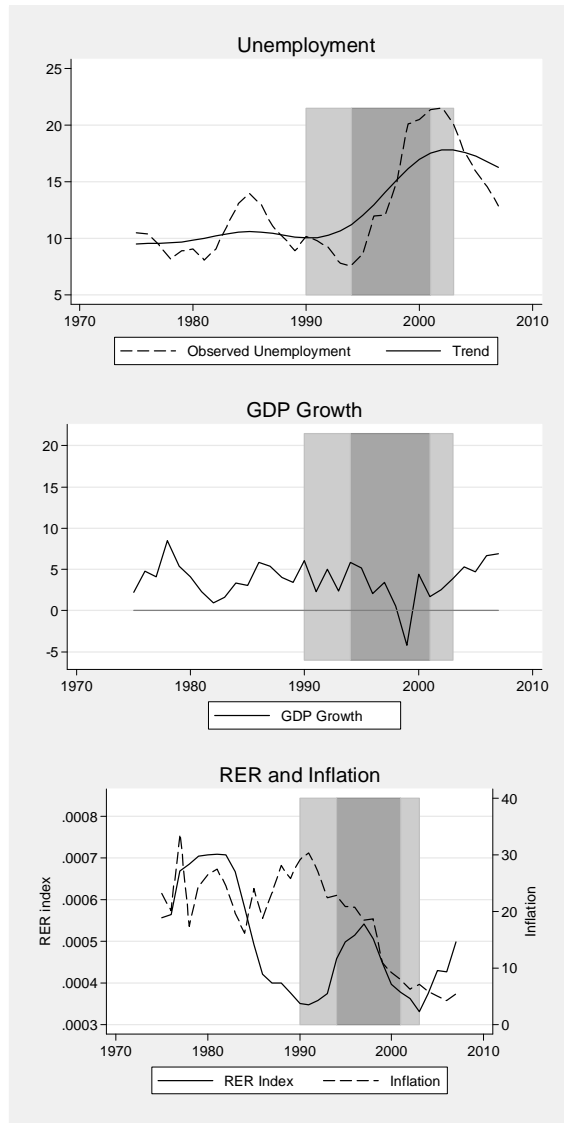 Unemployment
25
20
15
10
5
1970 1980 1990 2000 2010
Observed Unemployment Trend
GDP Growth
20
15
10
5
0
-5
1970 1980 1990 2000 2010
GDP Growth
RER and Inflation
RER index
.0008
.0007
.0006
.0005
.0004
.0003
40
30
20
10
0
Inflation
1970 1980 1990 2000 2010
RER Index Inflation